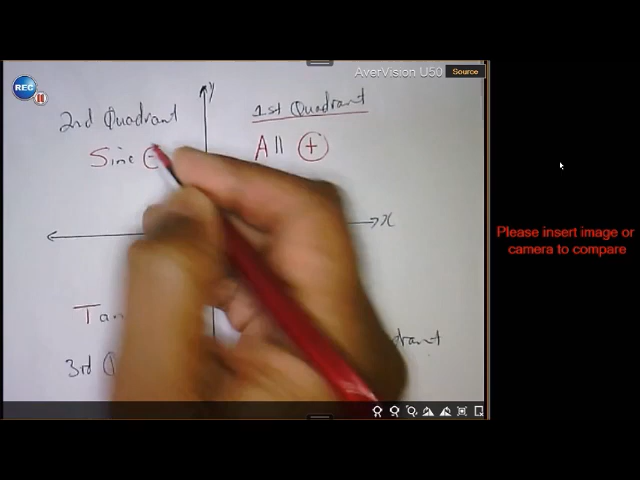 REC
AverVision U50
Source
y
2nd Quadrant
1st Quadrant
Sine
All +
x
Please insert image or
camera to compare
Tan
3rd